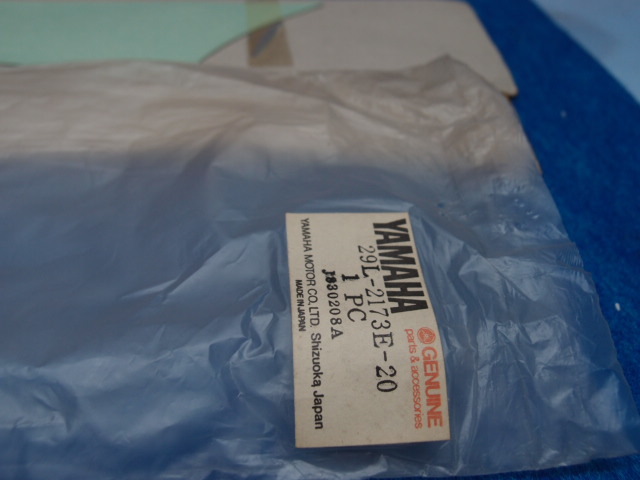 YAMAHA
GENUINE
parts & accessories
29L-2173E-20
1 PC
J830208A
YAMAHA MOTOR CO., LTD. Shizuoka, Japan
MADE IN JAPAN